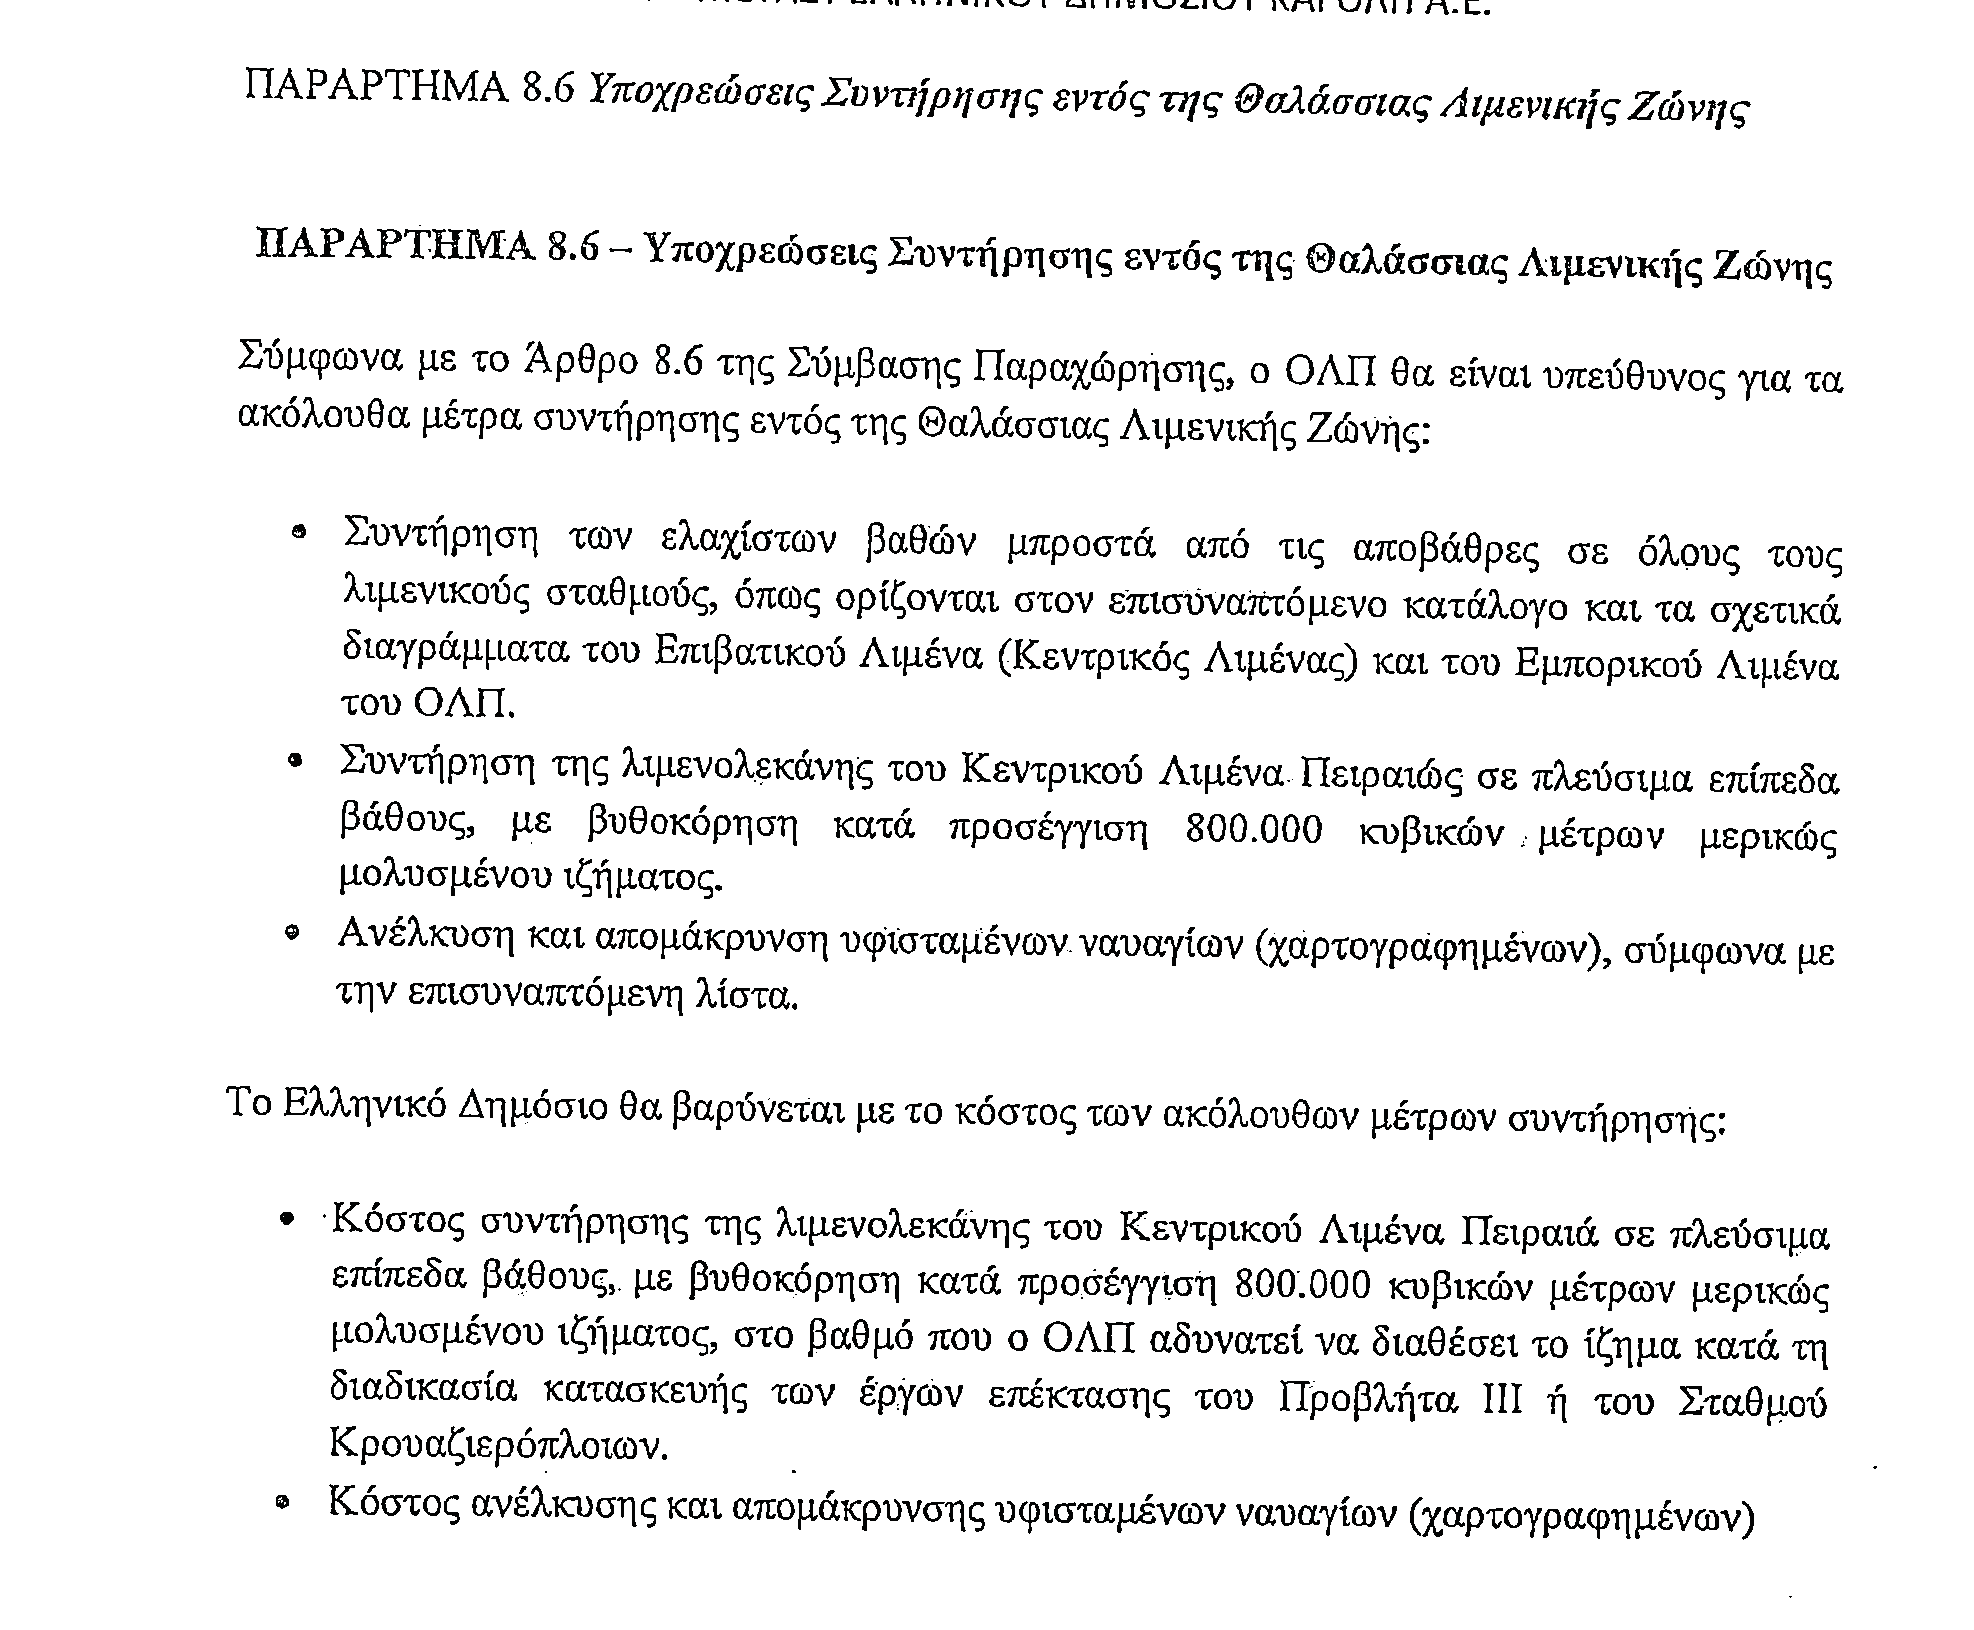 ΕΛΛΗΝΙΚΟΥ ΔΗΜΟΣΙΟΥ ΚΑΙ ΟΛΠ Α.Ε.
ΠΑΡΑΡΤΗΜΑ 8.6 Υποχρεώσεις Συντήρησης εντός της Θαλάσσιας Λιμενικής Ζώνης
ΠΑΡΑΡΤΗΜΑ 8.6 – Υποχρεώσεις Συντήρησης εντός της Θαλάσσιας Λιμενικής Ζώνης
Σύμφωνα με το Άρθρο 8.6 της Σύμβασης Παραχώρησης, ο ΟΛΠ θα είναι υπεύθυνος για τα
ακόλουθα μέτρα συντήρησης εντός της Θαλάσσιας Λιμενικής Ζώνης:
• Συντήρηση των ελαχίστων βαθών μπροστά από τις αποβάθρες σε όλους τους
λιμενικούς σταθμούς, όπως ορίζονται στον επισυναπτόμενο κατάλογο και τα σχετικά
διαγράμματα του Επιβατικού Λιμένα (Κεντρικός Λιμένας) και του Εμπορικού Λιμένα
του ΟΛΠ.
• Συντήρηση της λιμενολεκάνης του Κεντρικού Λιμένα Πειραιώς σε πλεύσιμα επίπεδα
βάθους, με βυθοκόρηση κατά προσέγγιση 800.000 κυβικών μέτρων μερικώς
μολυσμένου ιζήματος.
• Ανέλκυση και απομάκρυνση υφισταμένων ναυαγίων (χαρτογραφημένων), σύμφωνα με
την επισυναπτόμενη λίστα.
Το Ελληνικό Δημόσιο θα βαρύνεται με το κόστος των ακόλουθων μέτρων συντήρησης:
• Κόστος συντήρησης της λιμενολεκάνης του Κεντρικού Λιμένα Πειραιά σε πλεύσιμα
επίπεδα βάθους, με βυθοκόρηση κατά προσέγγιση 800.000 κυβικών μέτρων μερικώς
μολυσμένου ιζήματος, στο βαθμό που ο ΟΛΠ αδυνατεί να διαθέσει το ίζημα κατά τη
διαδικασία κατασκευής των έργων επέκτασης του Προβλήτα ΙΙΙ ή του Σταθμού
Κρουαζιερόπλοιων.
• Κόστος ανέλκυσης και απομάκρυνσης υφισταμένων ναυαγίων (χαρτογραφημένων)